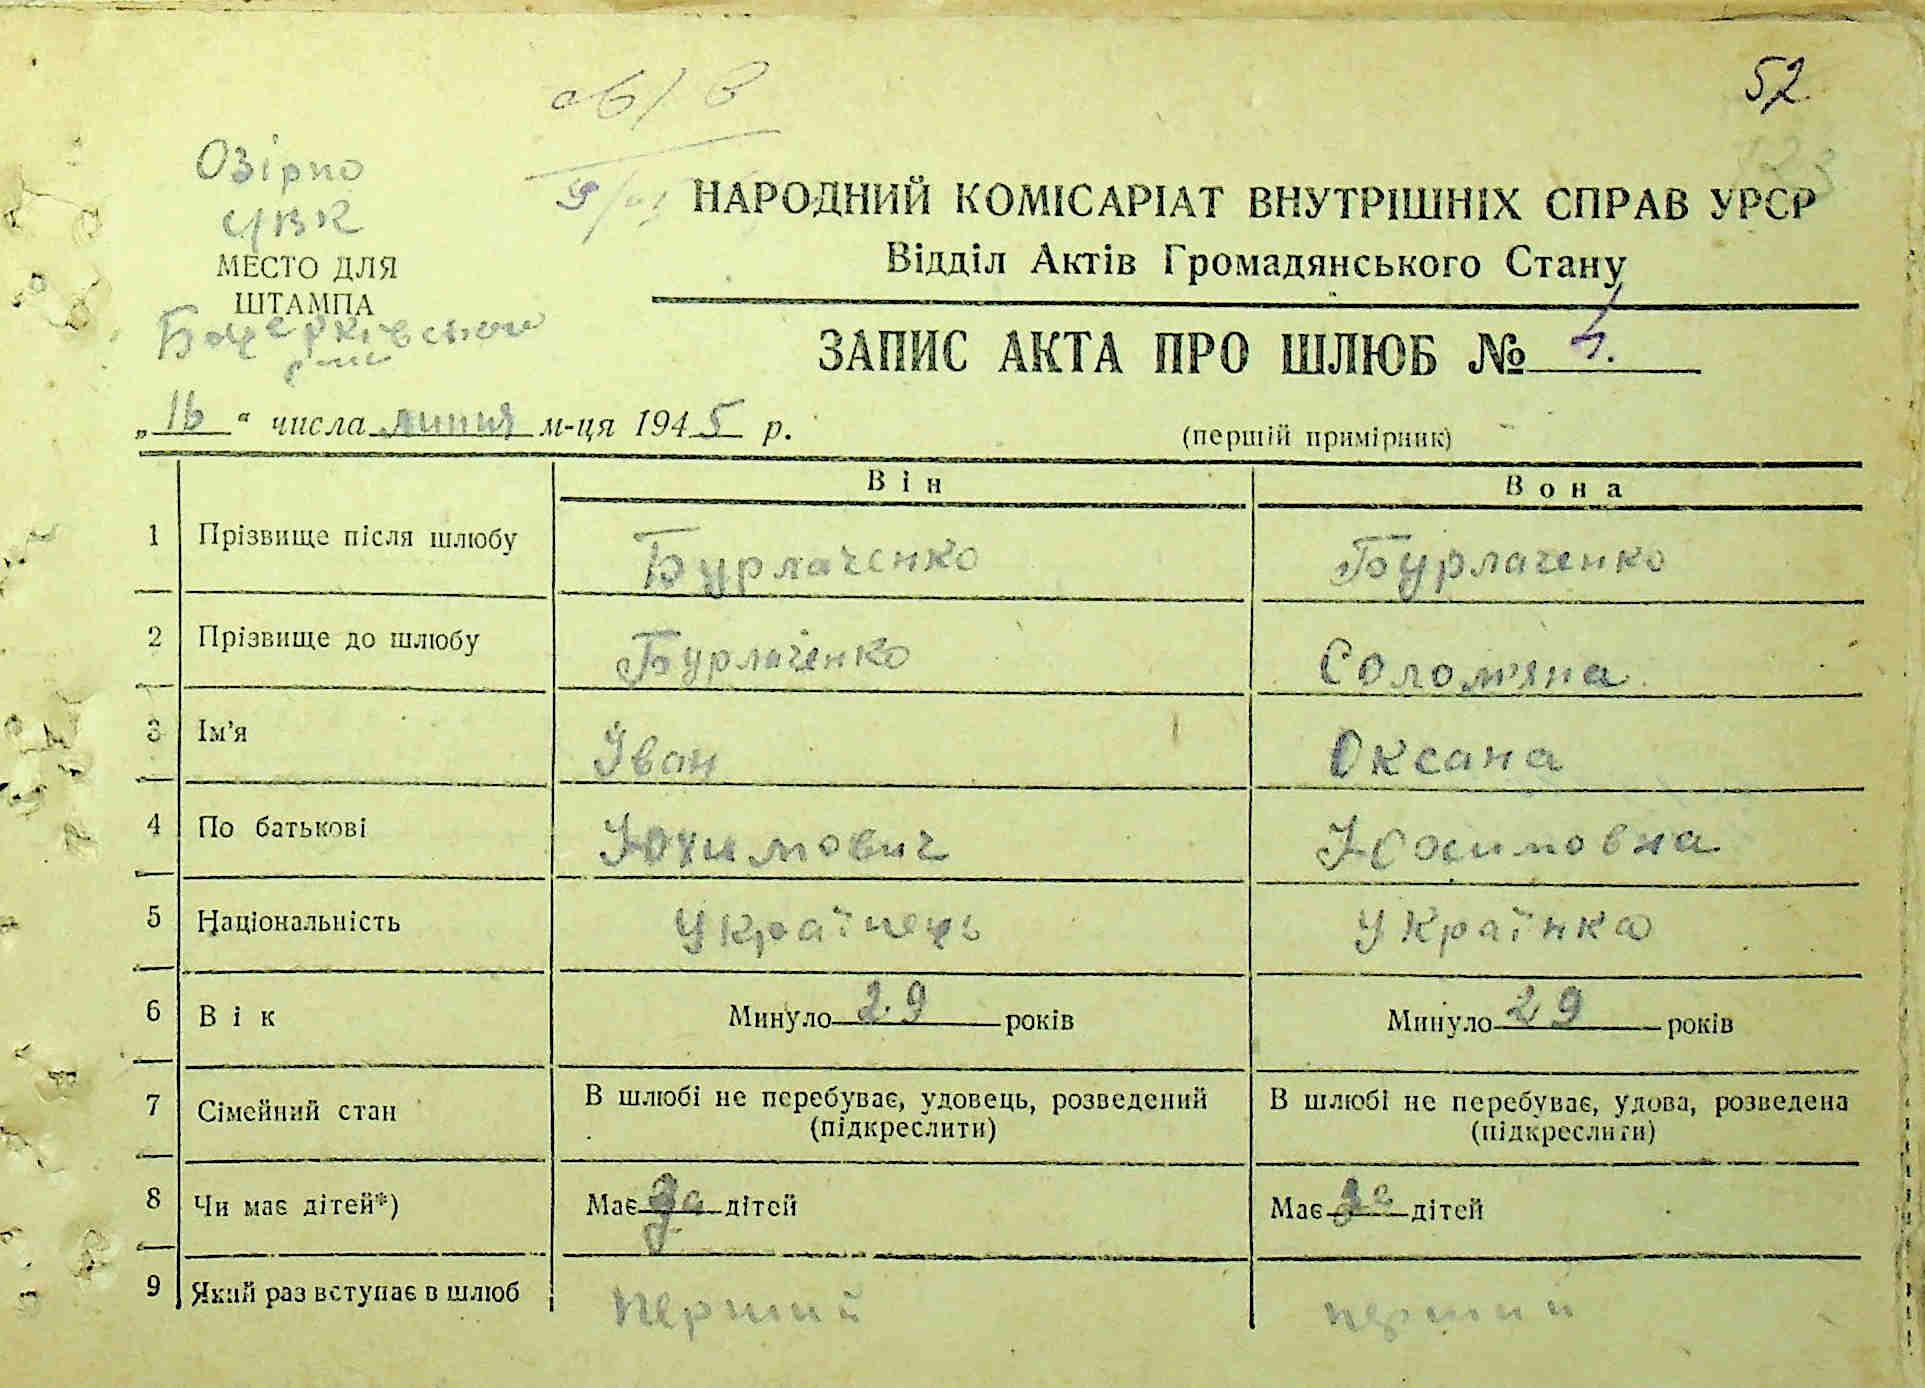 52
Озірно
МЕСТО ДЛЯ
ШТАМПА
НАРОДНИЙ КОМІСАРІАТ ВНУТРІШНІХ СПРАВ УРСР
Відділ Актів Громадянського Стану
ЗАПИС АКТА ПРО ШЛЮБ № 4.
„16“ числа липня м-ця 1945 р.
(перший примірник)
Він Вона
1 Прізвище після шлюбу Бурлаченко Бурлаченко
2 Прізвище до шлюбу Бурлаченко Солом'яна
3 Ім'я Іван Оксана
4 По батькові Юхимович
5 Національність Українець Українка
6 Вік Минуло 29 років Минуло 29 років
7 Сімейний стан В шлюбі не перебуває, удовець, розведений (підкреслити) В шлюбі не перебуває, удова, розведена (підкреслити)
8 Чи має дітей*) Має дітей Має дітей
9 Який раз вступає в шлюб перший перший